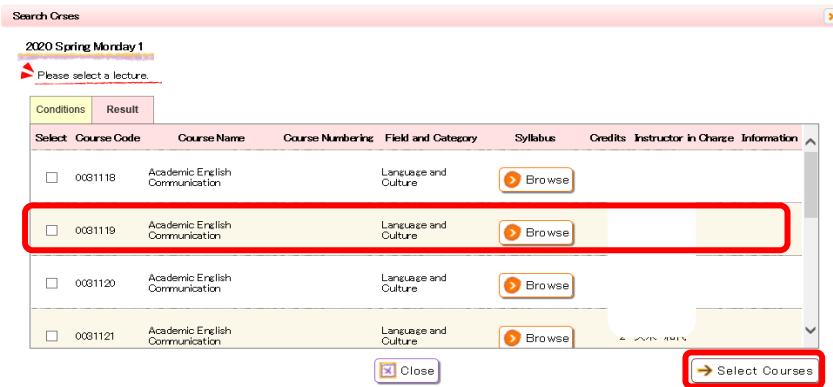 Search Crses
2020 Spring Monday 1
Please select a lecture.
Conditions Result
Select Course Code Course Name Course Numbering Field and Category Syllabus Credits Instructor in Charge Information
0031118 Academic English Language and Browse
Communication Culture
0031119 Academic English Language and Browse
Communication Culture
0031120 Academic English Language and Browse
Communication Culture
0031121 Academic English Language and Browse
Communication Culture
Close Select Courses